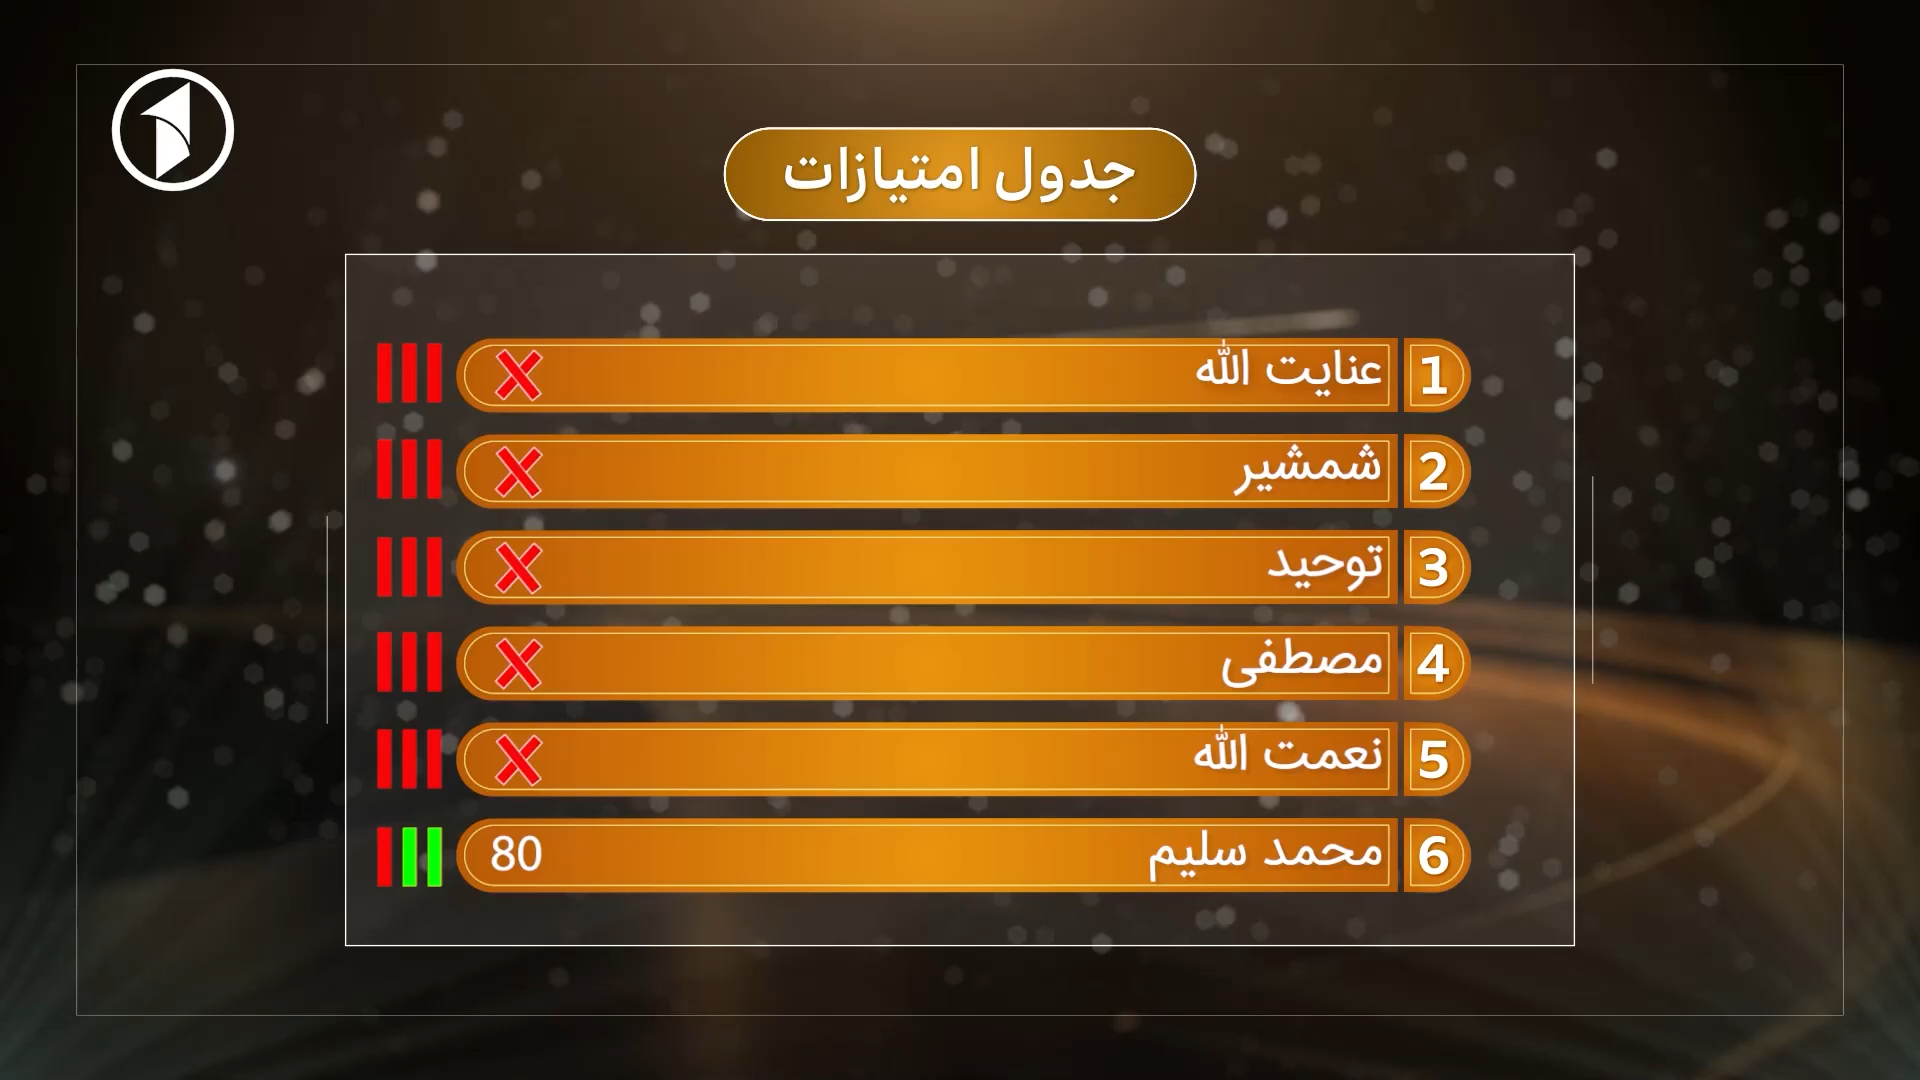 جدول امتیازات
1 عنایت الله
2 شمشیر
3 توحید
4 مصطفی
5 نعمت الله
6 محمد سلیم 80